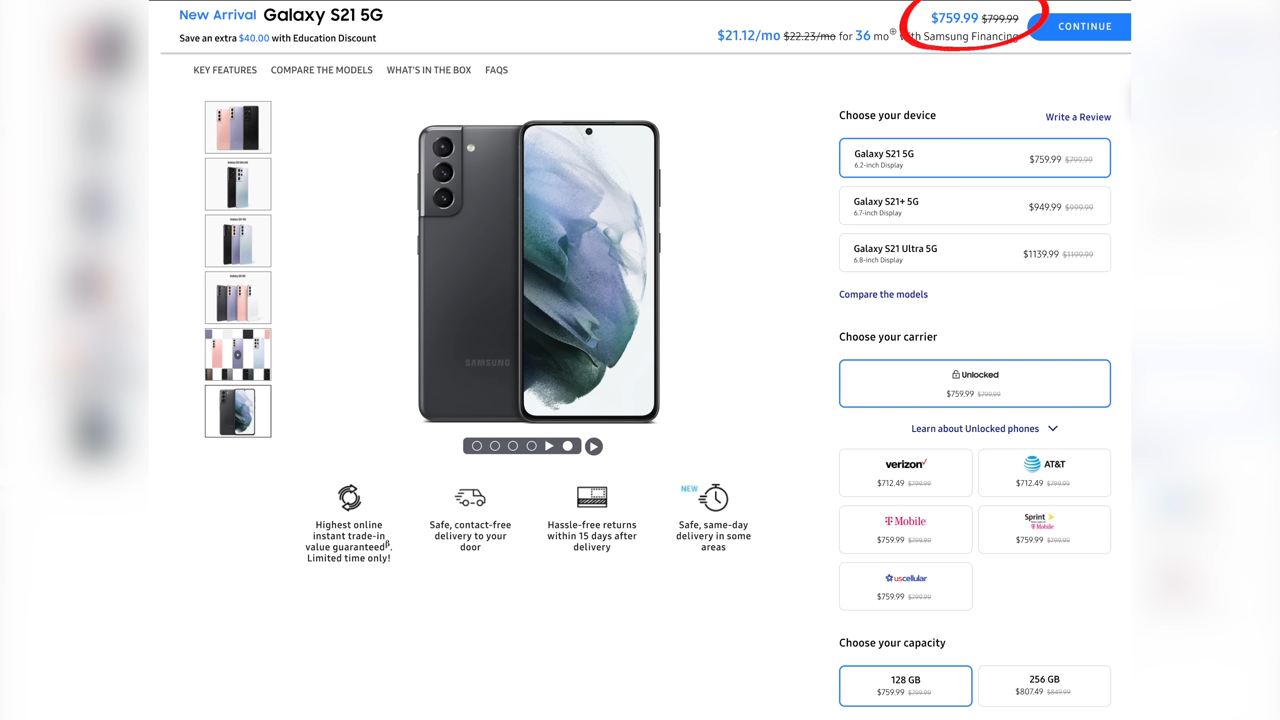 New Arrival Galaxy S21 5G
Save an extra $40.00 with Education Discount
$759.99 $799.99
$21.12/mo $22.23/mo for 36 mo⊕ with Samsung Financing
CONTINUE
KEY FEATURES COMPARE THE MODELS WHAT'S IN THE BOX FAQS
SAMSUNG
Highest online
instant trade-in
value guaranteedβ.
Limited time only!
Safe, contact-free
delivery to your
door
Hassle-free returns
within 15 days after
delivery
NEW
Safe, same-day
delivery in some
areas
Choose your device
Write a Review
Galaxy S21 5G
6.2-inch Display
$759.99 $799.99
Galaxy S21+ 5G
6.7-inch Display
$949.99 $999.99
Galaxy S21 Ultra 5G
6.8-inch Display
$1139.99 $1199.99
Compare the models
Choose your carrier
Unlocked
$759.99 $799.99
Learn about Unlocked phones
verizon
$712.49 $799.99
AT&T
$712.49 $799.99
T Mobile
$759.99 $799.99
Sprint
T Mobile
$759.99 $799.99
uscellular
$759.99 $799.99
Choose your capacity
128 GB
$759.99 $799.99
256 GB
$807.49 $849.99